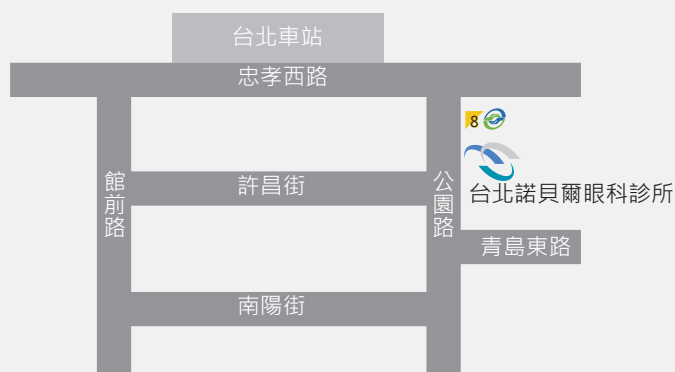 台北車站
忠孝西路
8
館前路
許昌街
公園路
台北諾貝爾眼科診所
青島東路
南陽街